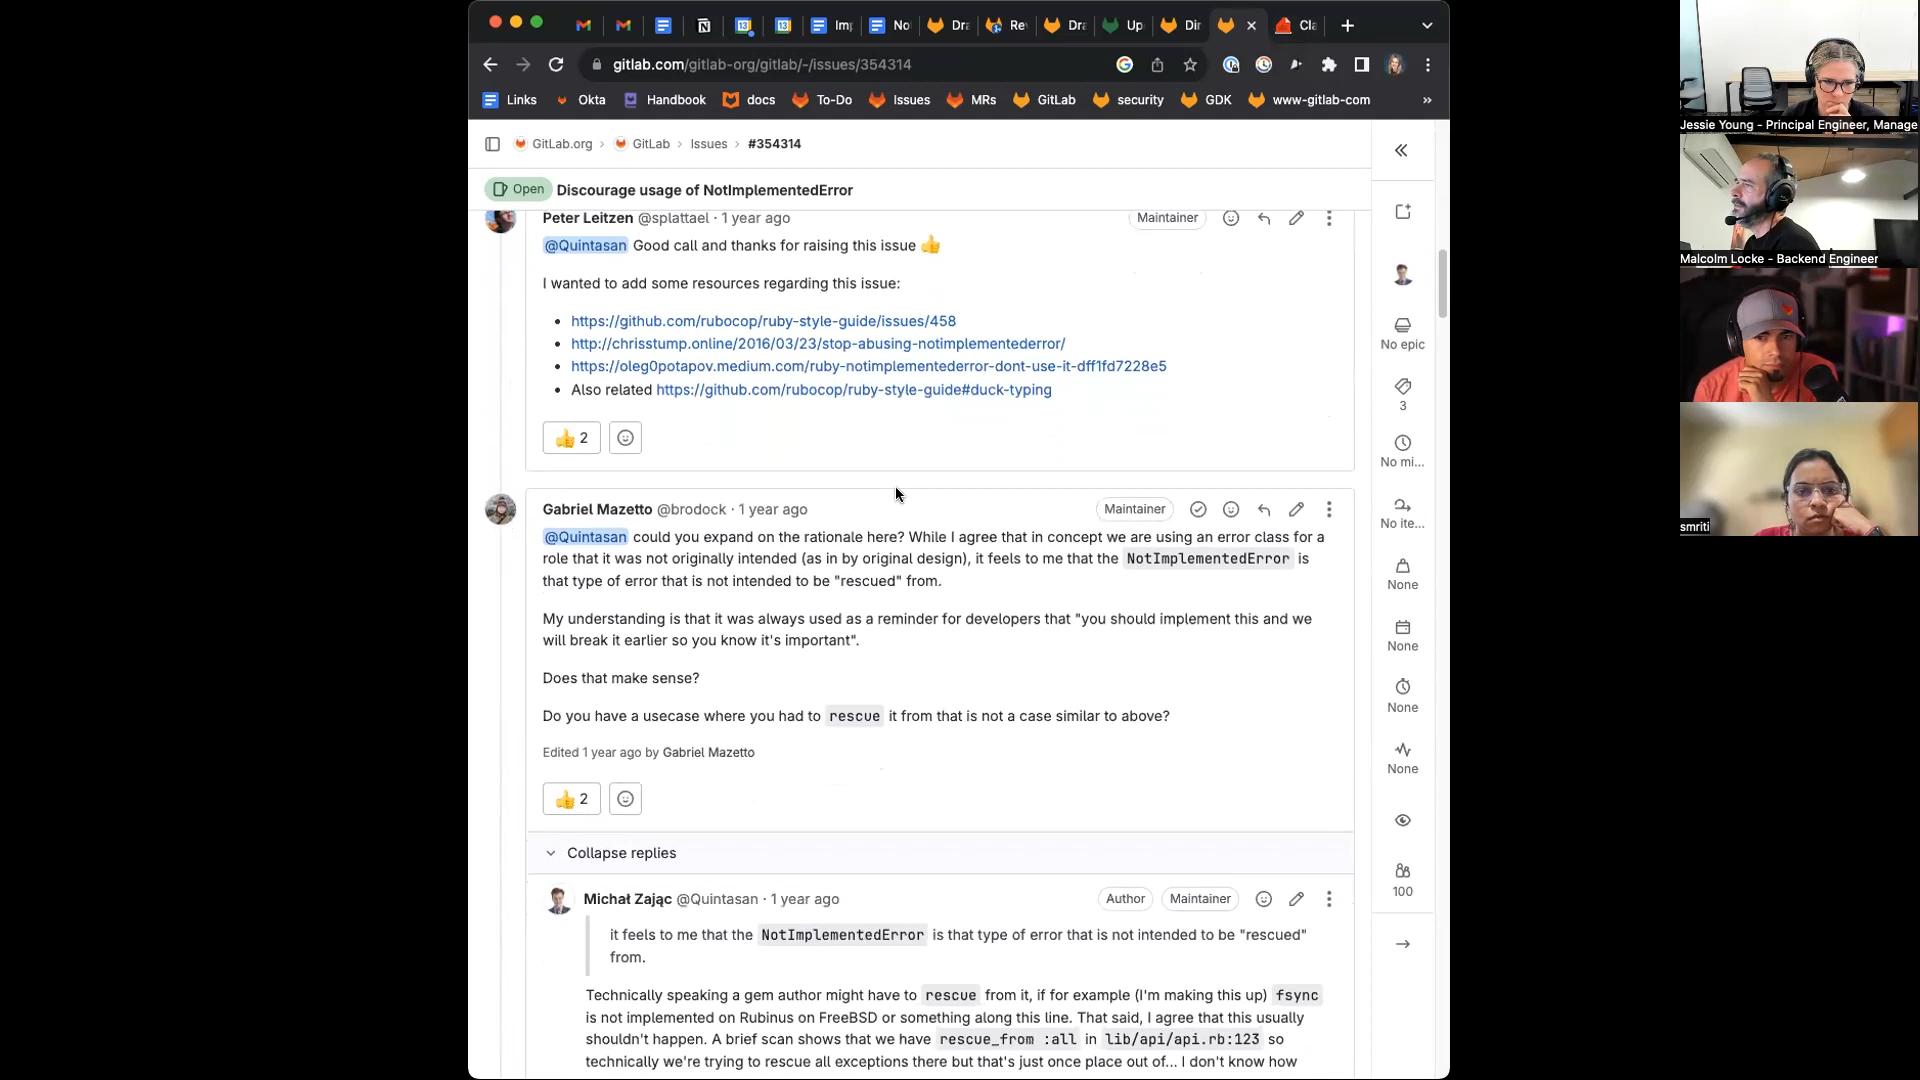 Imp
No
Dra
Re
Dra
Up
Dir
Cla
gitlab.com/gitlab-org/gitlab/-/issues/354314
Links
Okta
Handbook
docs
To-Do
Issues
MRs
GitLab
security
GDK
www-gitlab-com
»
GitLab.org › GitLab › Issues › #354314
Open Discourage usage of NotImplementedError
Peter Leitzen @splattael · 1 year ago Maintainer
@Quintasan Good call and thanks for raising this issue 👍
I wanted to add some resources regarding this issue:
• https://github.com/rubocop/ruby-style-guide/issues/458
• http://chrisstump.online/2016/03/23/stop-abusing-notimplementederror/
• https://oleg0potapov.medium.com/ruby-notimplementederror-dont-use-it-dff1fd7228e5
• Also related https://github.com/rubocop/ruby-style-guide#duck-typing
👍 2
Gabriel Mazetto @brodock · 1 year ago Maintainer
@Quintasan could you expand on the rationale here? While I agree that in concept we are using an error class for a
role that it was not originally intended (as in by original design), it feels to me that the NotImplementedError is
that type of error that is not intended to be "rescued" from.
My understanding is that it was always used as a reminder for developers that "you should implement this and we
will break it earlier so you know it's important".
Does that make sense?
Do you have a usecase where you had to rescue it from that is not a case similar to above?
Edited 1 year ago by Gabriel Mazetto
👍 2
Collapse replies
Michał Zając @Quintasan · 1 year ago Author Maintainer
it feels to me that the NotImplementedError is that type of error that is not intended to be "rescued"
from.
Technically speaking a gem author might have to rescue from it, if for example (I'm making this up) fsync
is not implemented on Rubinus on FreeBSD or something along this line. That said, I agree that this usually
shouldn't happen. A brief scan shows that we have rescue_from :all in lib/api/api.rb:123 so
technically we're trying to rescue all exceptions there but that's just once place out of... I don't know how
No epic
3
No mi...
No ite...
None
None
None
None
100
Jessie Young - Principal Engineer, Manage
Malcolm Locke - Backend Engineer
smriti